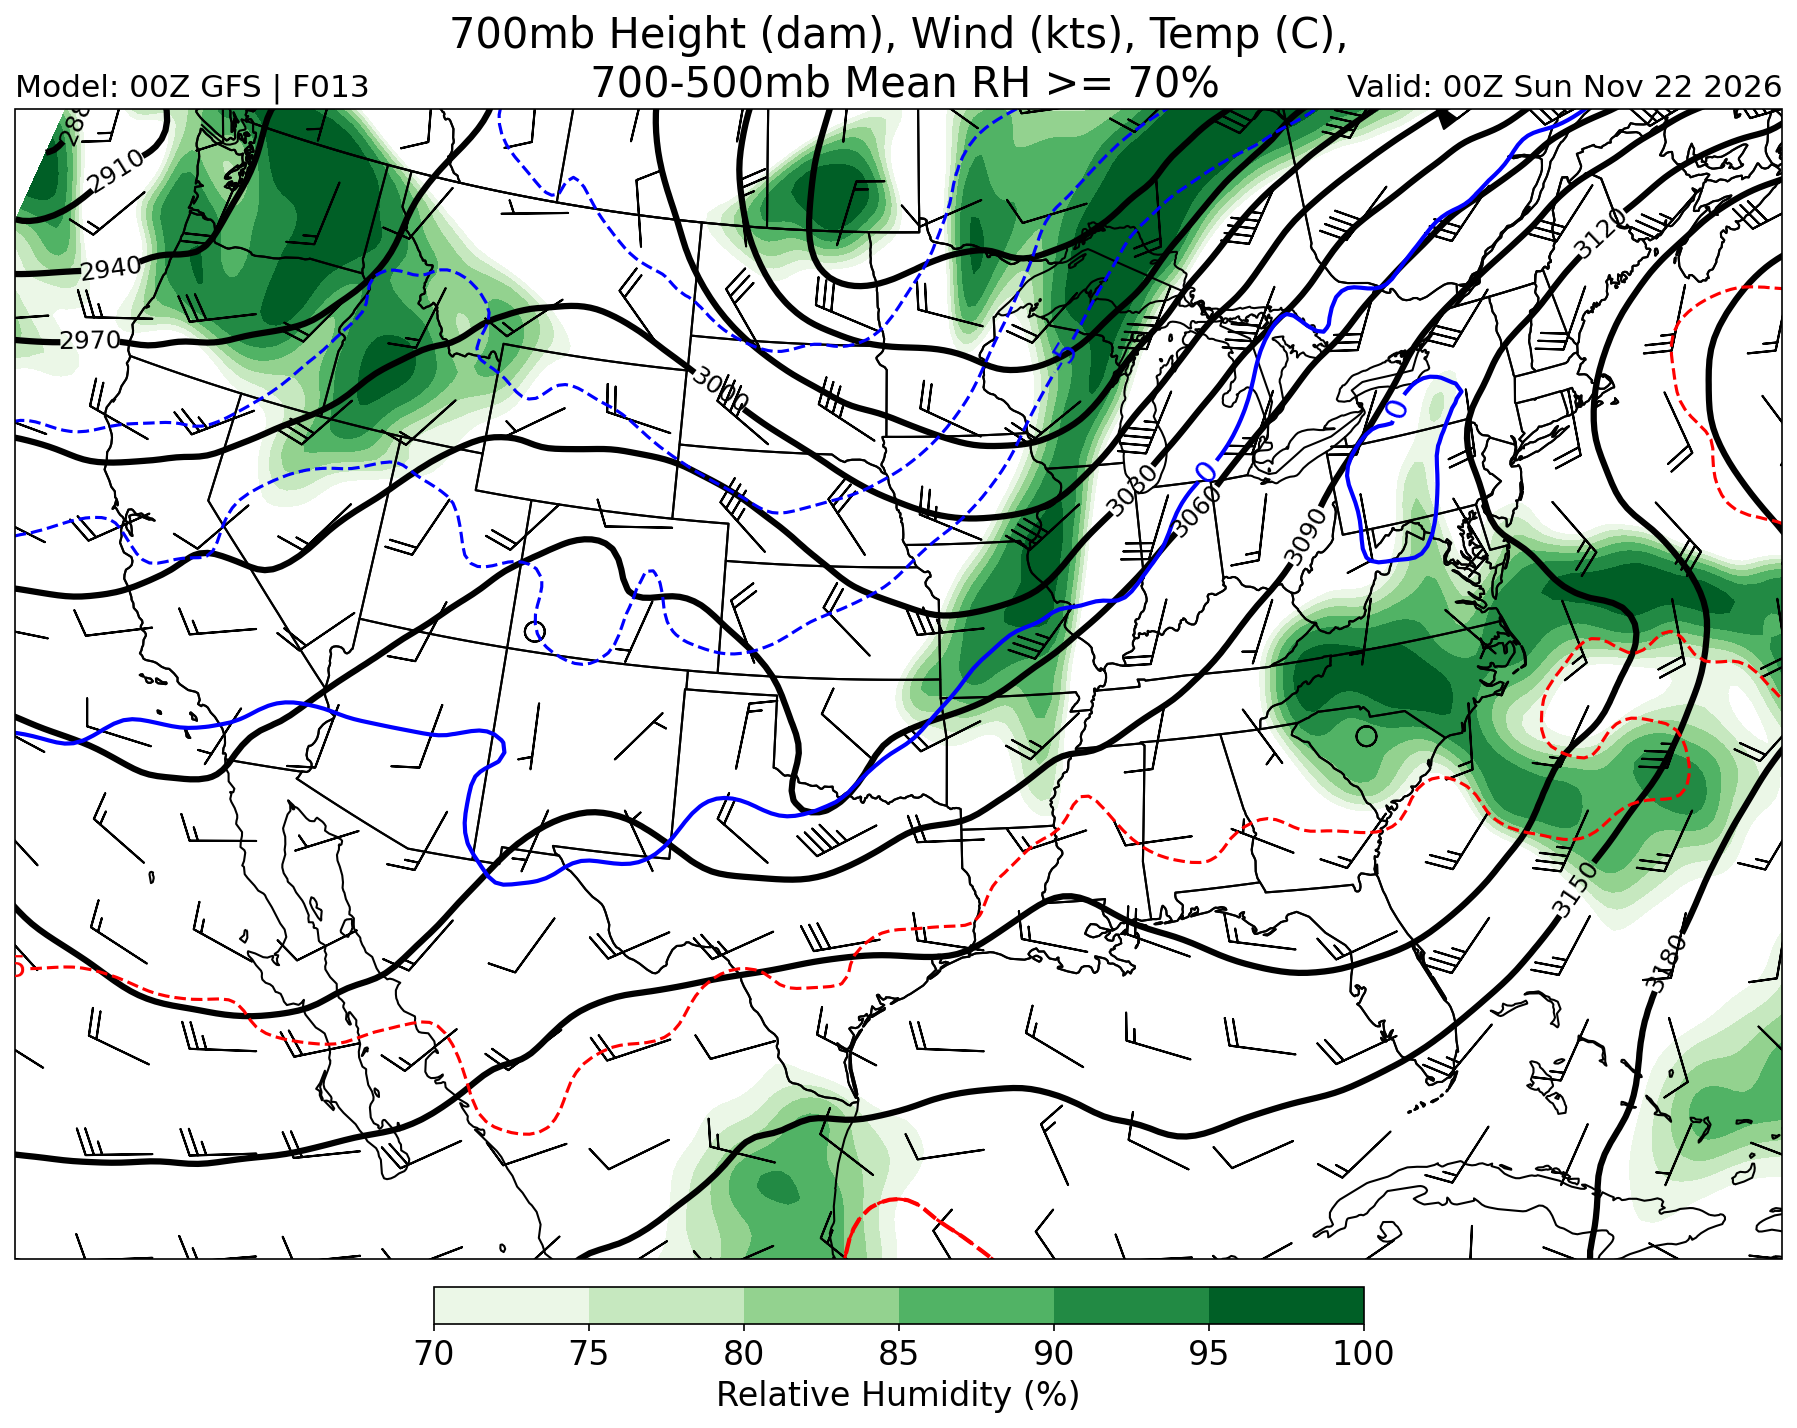 700mb Height (dam), Wind (kts), Temp (C),
Model: 00Z GFS | F013
700-500mb Mean RH >= 70%
Valid: 00Z Sun Nov 22 2026
2910
2940
2970
3000
3030
3060
3090
3120
3150
3180
0
0
5
5
70 75 80 85 90 95 100
Relative Humidity (%)